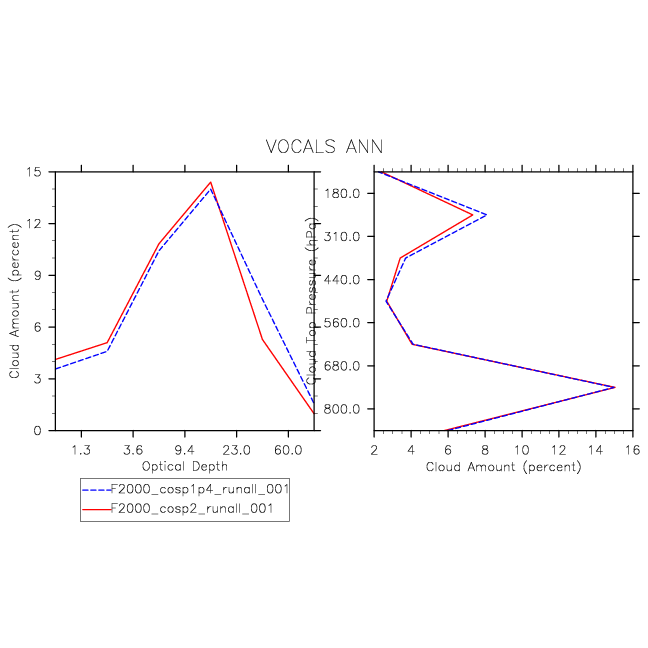 VOCALS ANN
Cloud Amount (percent)
15
12
9
6
3
0
1.3 3.6 9.4 23.0 60.0
Optical Depth
Cloud Top Pressure (hPa)
180.0
310.0
440.0
560.0
680.0
800.0
2 4 6 8 10 12 14 16
Cloud Amount (percent)
F2000_cosp1p4_runall_001
F2000_cosp2_runall_001